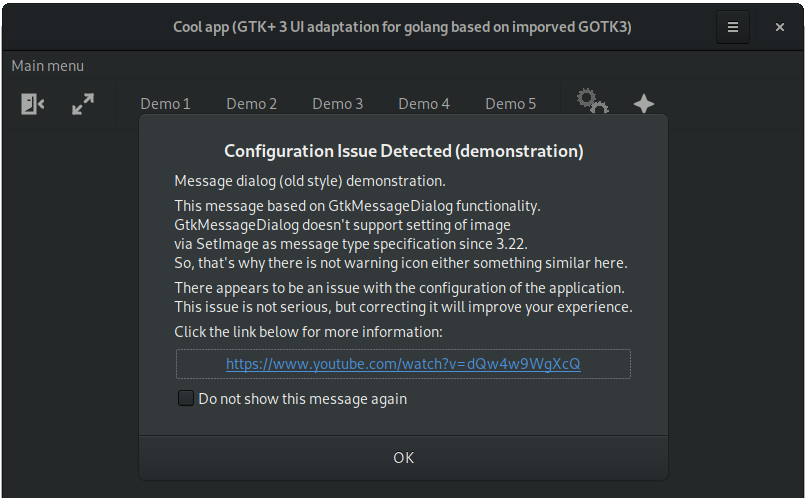 Cool app (GTK+ 3 UI adaptation for golang based on imporved GOTK3)
Main menu
Demo 1 Demo 2 Demo 3 Demo 4 Demo 5
Configuration Issue Detected (demonstration)
Message dialog (old style) demonstration.
This message based on GtkMessageDialog functionality.
GtkMessageDialog doesn't support setting of image
via SetImage as message type specification since 3.22.
So, that's why there is not warning icon either something similar here.
There appears to be an issue with the configuration of the application.
This issue is not serious, but correcting it will improve your experience.
Click the link below for more information:
https://www.youtube.com/watch?v=dQw4w9WgXcQ
Do not show this message again
OK